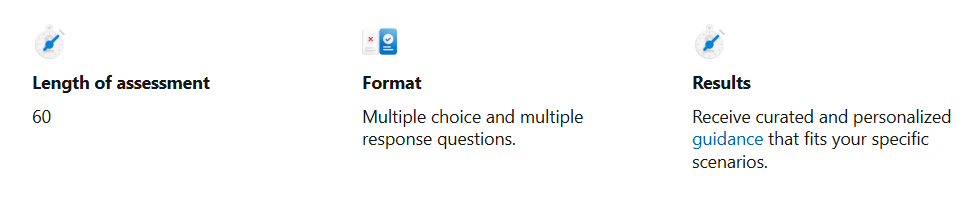 Length of assessment
60
Format
Multiple choice and multiple
response questions.
Results
Receive curated and personalized
guidance that fits your specific
scenarios.